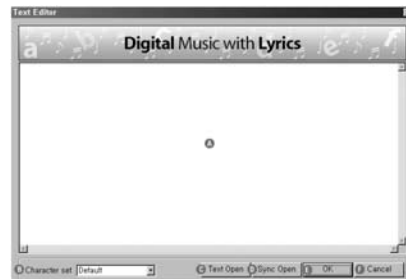 Text Editor
a b c d e f
Digital Music with Lyrics
A
Character set Default
C Text Open Sync Open E OK F Cancel